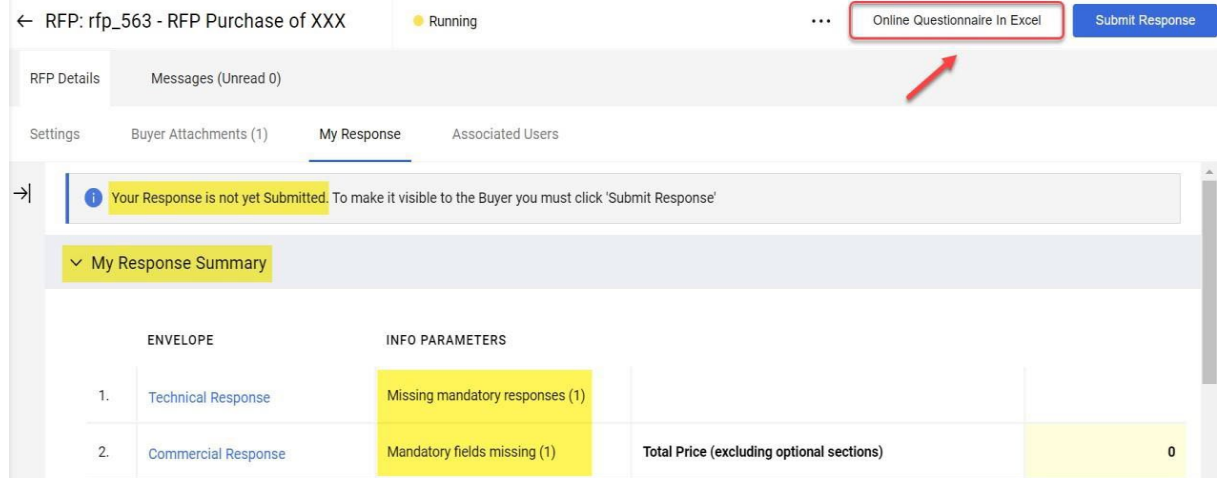 ← RFP: rfp_563 - RFP Purchase of XXX
Running
... Online Questionnaire In Excel Submit Response
RFP Details Messages (Unread 0)
Settings Buyer Attachments (1) My Response Associated Users
Your Response is not yet Submitted. To make it visible to the Buyer you must click 'Submit Response'
My Response Summary
ENVELOPE INFO PARAMETERS
1. Technical Response Missing mandatory responses (1)
2. Commercial Response Mandatory fields missing (1) Total Price (excluding optional sections) 0